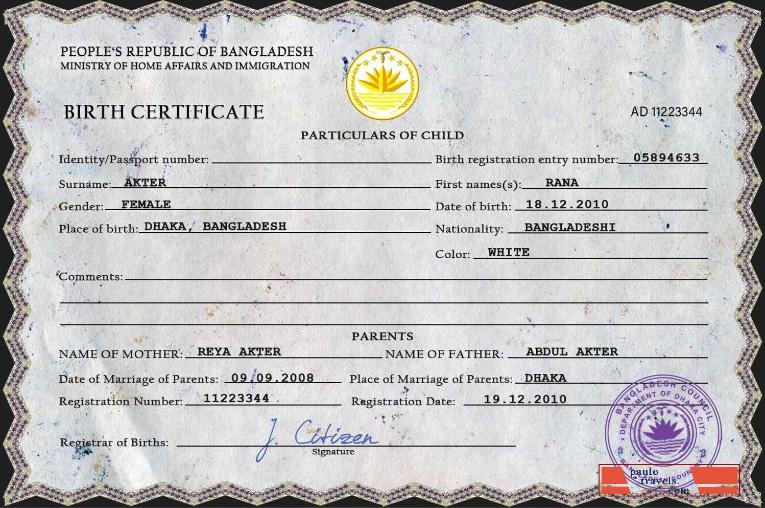 PEOPLE'S REPUBLIC OF BANGLADESH
MINISTRY OF HOME AFFAIRS AND IMMIGRATION
BIRTH CERTIFICATE
AD 11223344
PARTICULARS OF CHILD
Identity/Passport number: Birth registration entry number: 05894633
Surname: AKTER First names(s): RANA
Gender: FEMALE Date of birth: 18.12.2010
Place of birth: DHAKA, BANGLADESH Nationality: BANGLADESHI
Color: WHITE
Comments:
PARENTS
NAME OF MOTHER: REYA AKTER NAME OF FATHER: ABDUL AKTER
Date of Marriage of Parents: 09.09.2008 Place of Marriage of Parents: DHAKA
Registration Number: 11223344 Registration Date: 19.12.2010
Registrar of Births: J. Citizen
Signature
BANGLADESH COUNCIL
DEPARTMENT OF DHAKA CITY
paulo
travels.
com